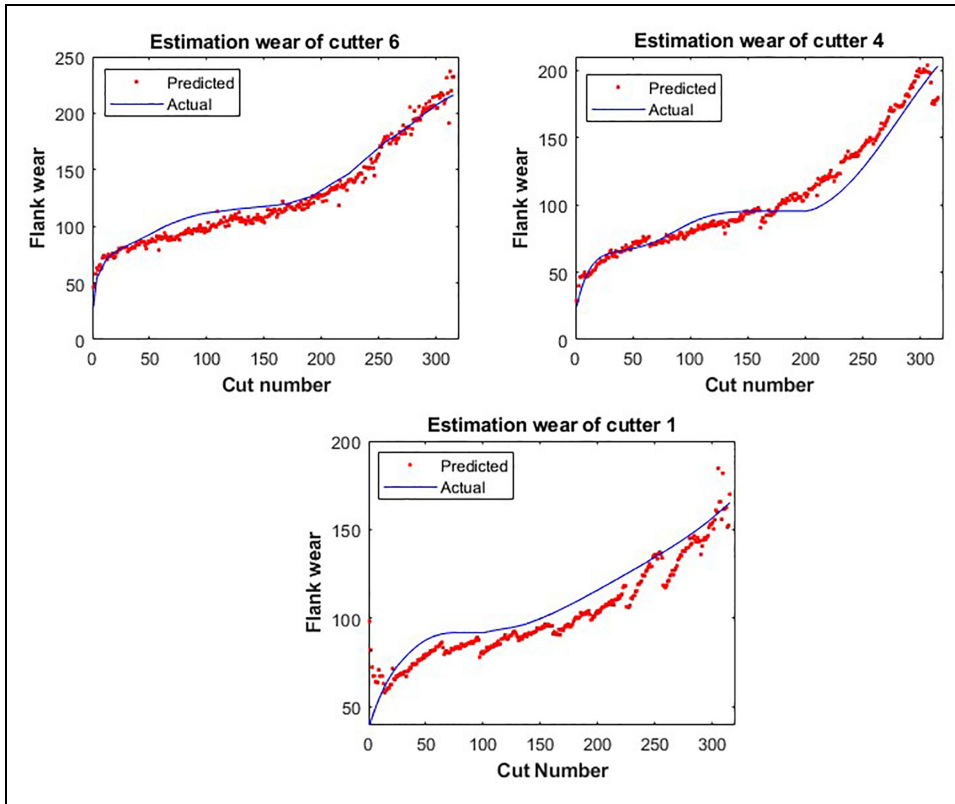 Estimation wear of cutter 6
Predicted
Actual
Flank wear
250
200
150
100
50
0
0 50 100 150 200 250 300
Cut number
Estimation wear of cutter 4
Predicted
Actual
Flank wear
200
150
100
50
0
0 50 100 150 200 250 300
Cut number
Estimation wear of cutter 1
Predicted
Actual
Flank wear
200
150
100
50
0 50 100 150 200 250 300
Cut Number